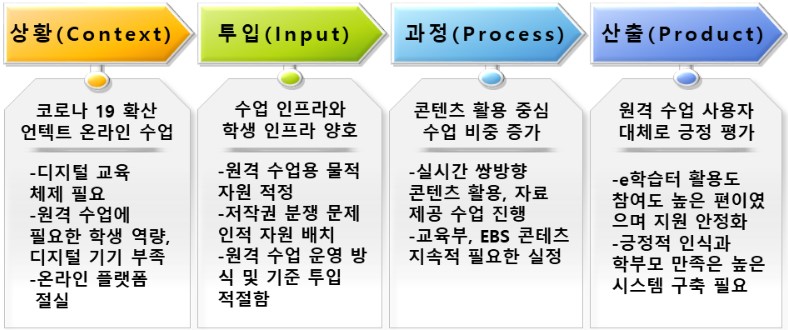 상황(Context)
코로나 19 확산
언텍트 온라인 수업
-디지털 교육
체제 필요
-원격 수업에
필요한 학생 역량,
디지털 기기 부족
-온라인 플랫폼
절실
투입(Input)
수업 인프라와
학생 인프라 양호
-원격 수업용 물적
자원 적정
-저작권 분쟁 문제
인적 자원 배치
-원격 수업 운영 방
식 및 기준 투입
적절함
과정(Process)
콘텐츠 활용 중심
수업 비중 증가
-실시간 쌍방향
콘텐츠 활용, 자료
제공 수업 진행
-교육부, EBS 콘테츠
지속적 필요한 실정
산출(Product)
원격 수업 사용자
대체로 긍정 평가
-e학습터 활용도
참여도 높은 편이였
으며 지원 안정화
-긍정적 인식과
학부모 만족은 높은
시스템 구축 필요